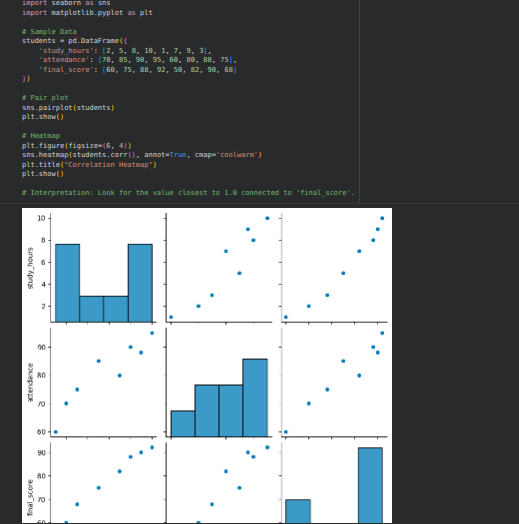 import seaborn as sns
import matplotlib.pyplot as plt
# Sample Data
students = pd.DataFrame({
'study_hours': [2, 5, 8, 10, 1, 7, 9, 3],
'attendance': [70, 85, 90, 95, 60, 80, 88, 75],
'final_score': [60, 75, 88, 92, 50, 82, 90, 68]
})
# Pair plot
sns.pairplot(students)
plt.show()
# Heatmap
plt.figure(figsize=(6, 4))
sns.heatmap(students.corr(), annot=True, cmap='coolwarm')
plt.title("Correlation Heatmap")
plt.show()
# Interpretation: Look for the value closest to 1.0 connected to 'final_score'.
10
8
6
4
2
study_hours
90
80
70
60
attendance
90
80
70
60
final_score